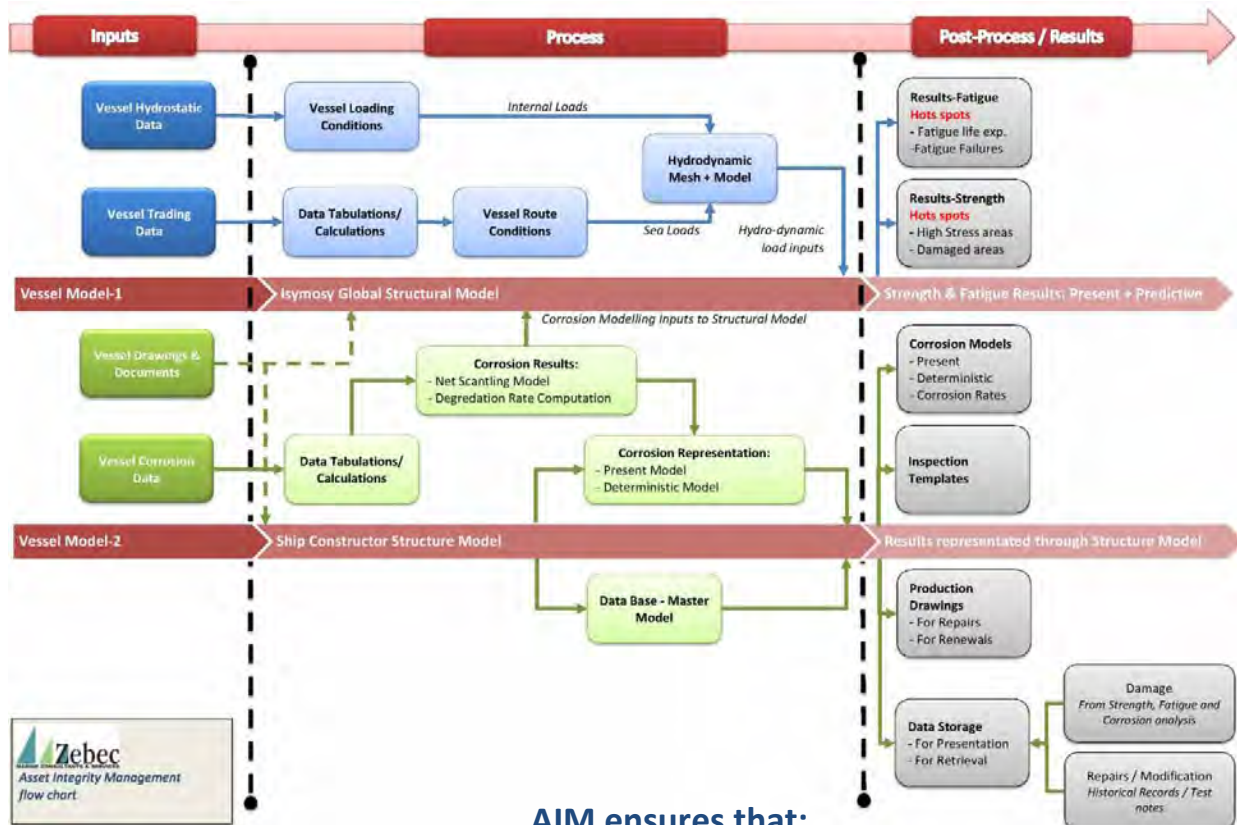 Inputs
Process
Post-Process / Results
Vessel Hydrostatic
Data
Vessel Loading
Conditions
Internal Loads
Hydrodynamic
Mesh + Model
Results-Fatigue
Hots spots
- Fatigue life exp.
-Fatigue Failures
Vessel Trading
Data
Data Tabulations/
Calculations
Vessel Route
Conditions
Sea Loads
Hydro-dynamic
load inputs
Results-Strength
Hots spots
- High Stress areas
- Damaged areas
Vessel Model-1
Isymosy Global Structural Model
Strength & Fatigue Results: Present + Predictive
Corrosion Modelling Inputs to Structural Model
Vessel Drawings &
Documents
Corrosion Results:
- Net Scantling Model
- Degredation Rate Computation
Corrosion Models
- Present
- Deterministic
- Corrosion Rates
Vessel Corrosion
Data
Data Tabulations/
Calculations
Corrosion Representation:
- Present Model
- Deterministic Model
Inspection
Templates
Vessel Model-2
Ship Constructor Structure Model
Results representated through Structure Model
Data Base - Master
Model
Production
Drawings
- For Repairs
- For Renewals
Data Storage
- For Presentation
- For Retrieval
Damage
From Strength, Fatigue and
Corrosion analysis
Repairs / Modification
Historical Records / Test
notes
Zebec
MARINE CONSULTANTS & SERVICES
Asset Integrity Management
flow chart
AIM ensures that: